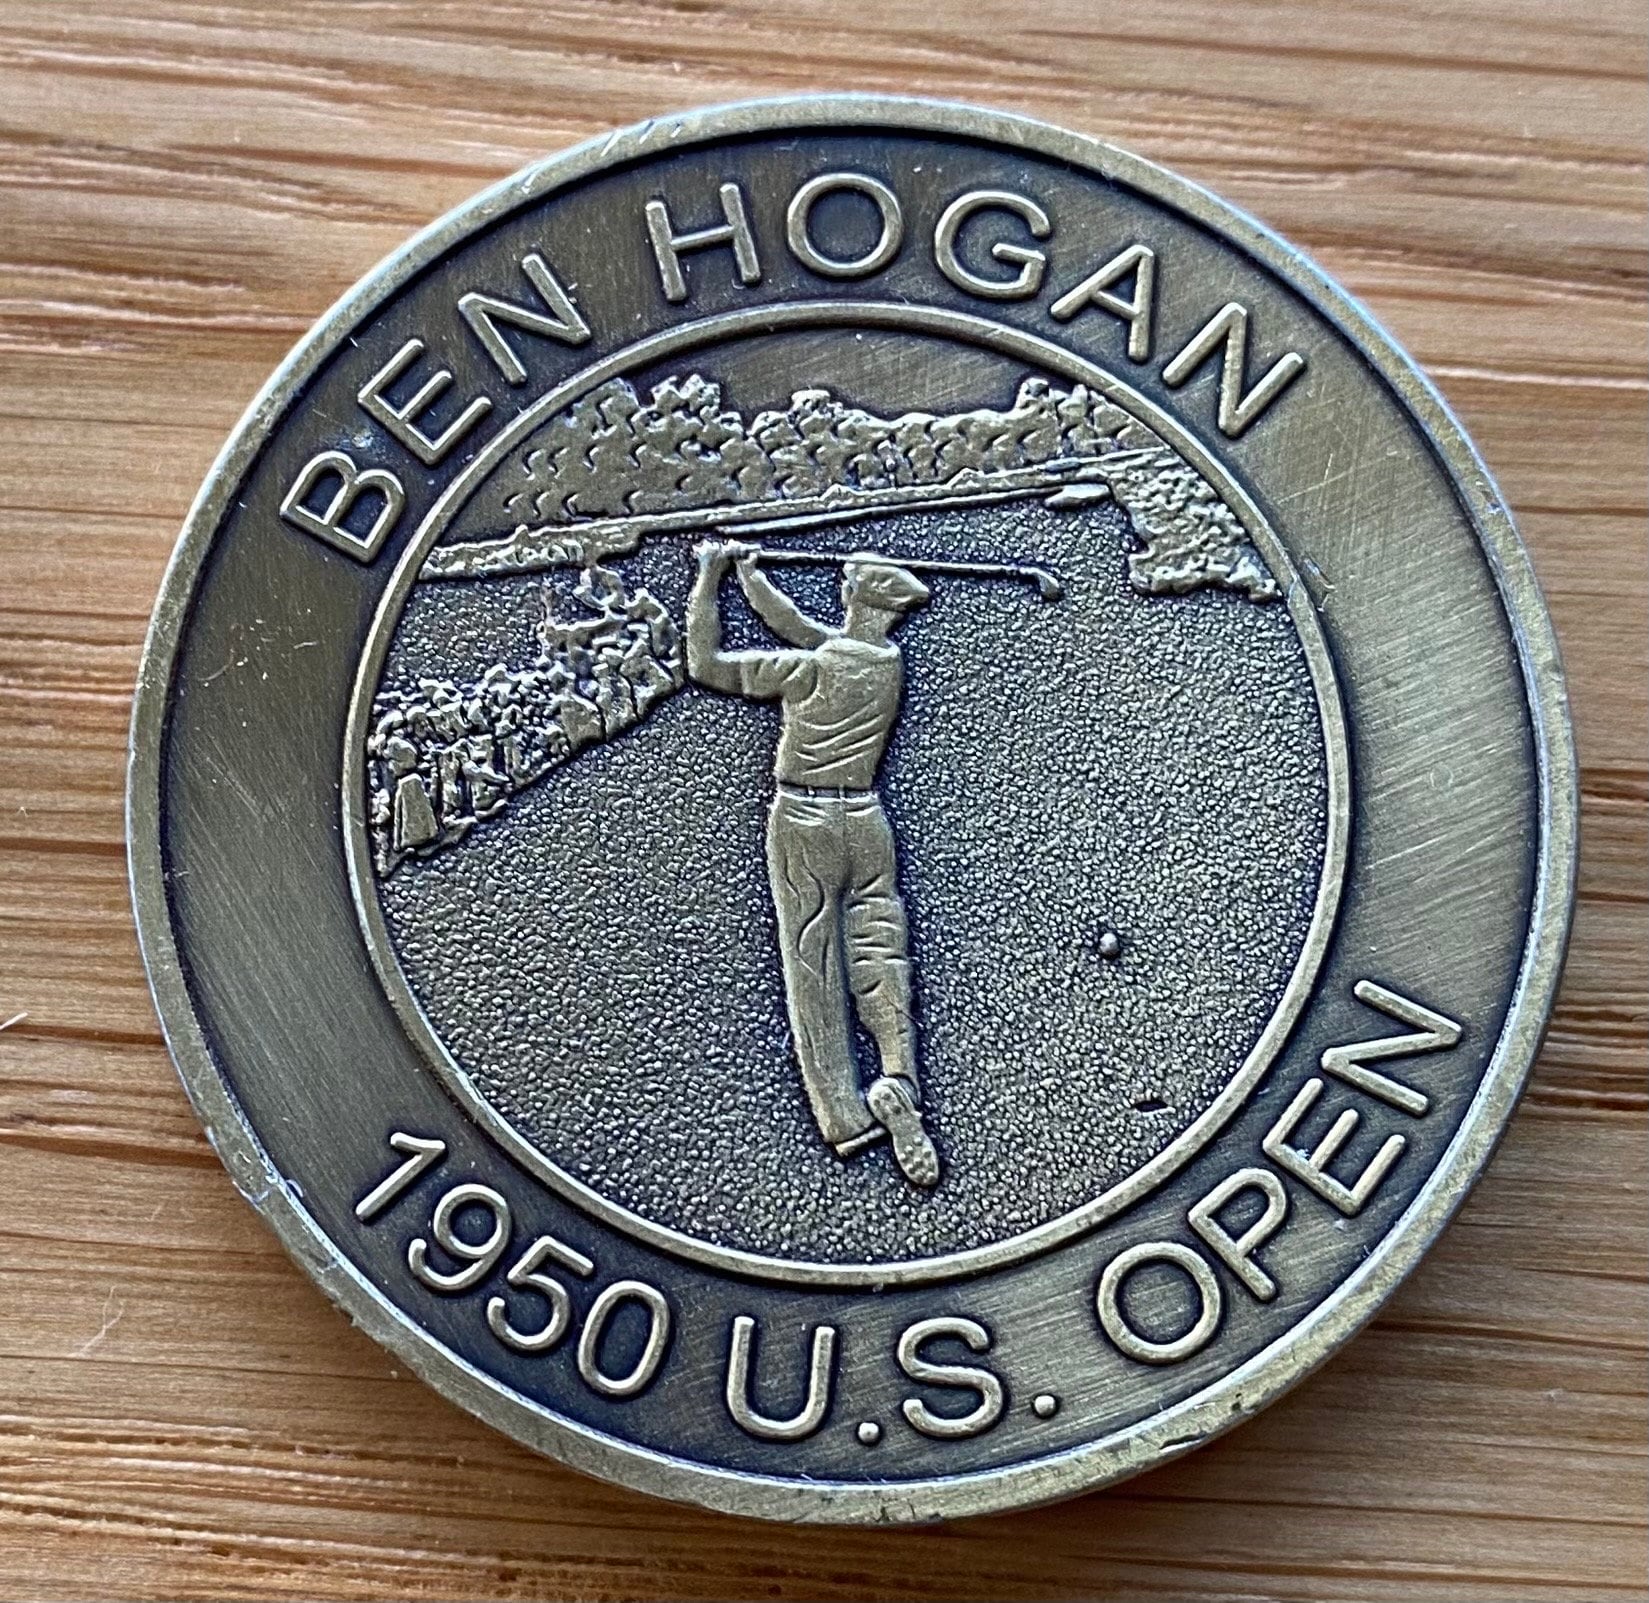 BEN HOGAN
1950 U.S. OPEN